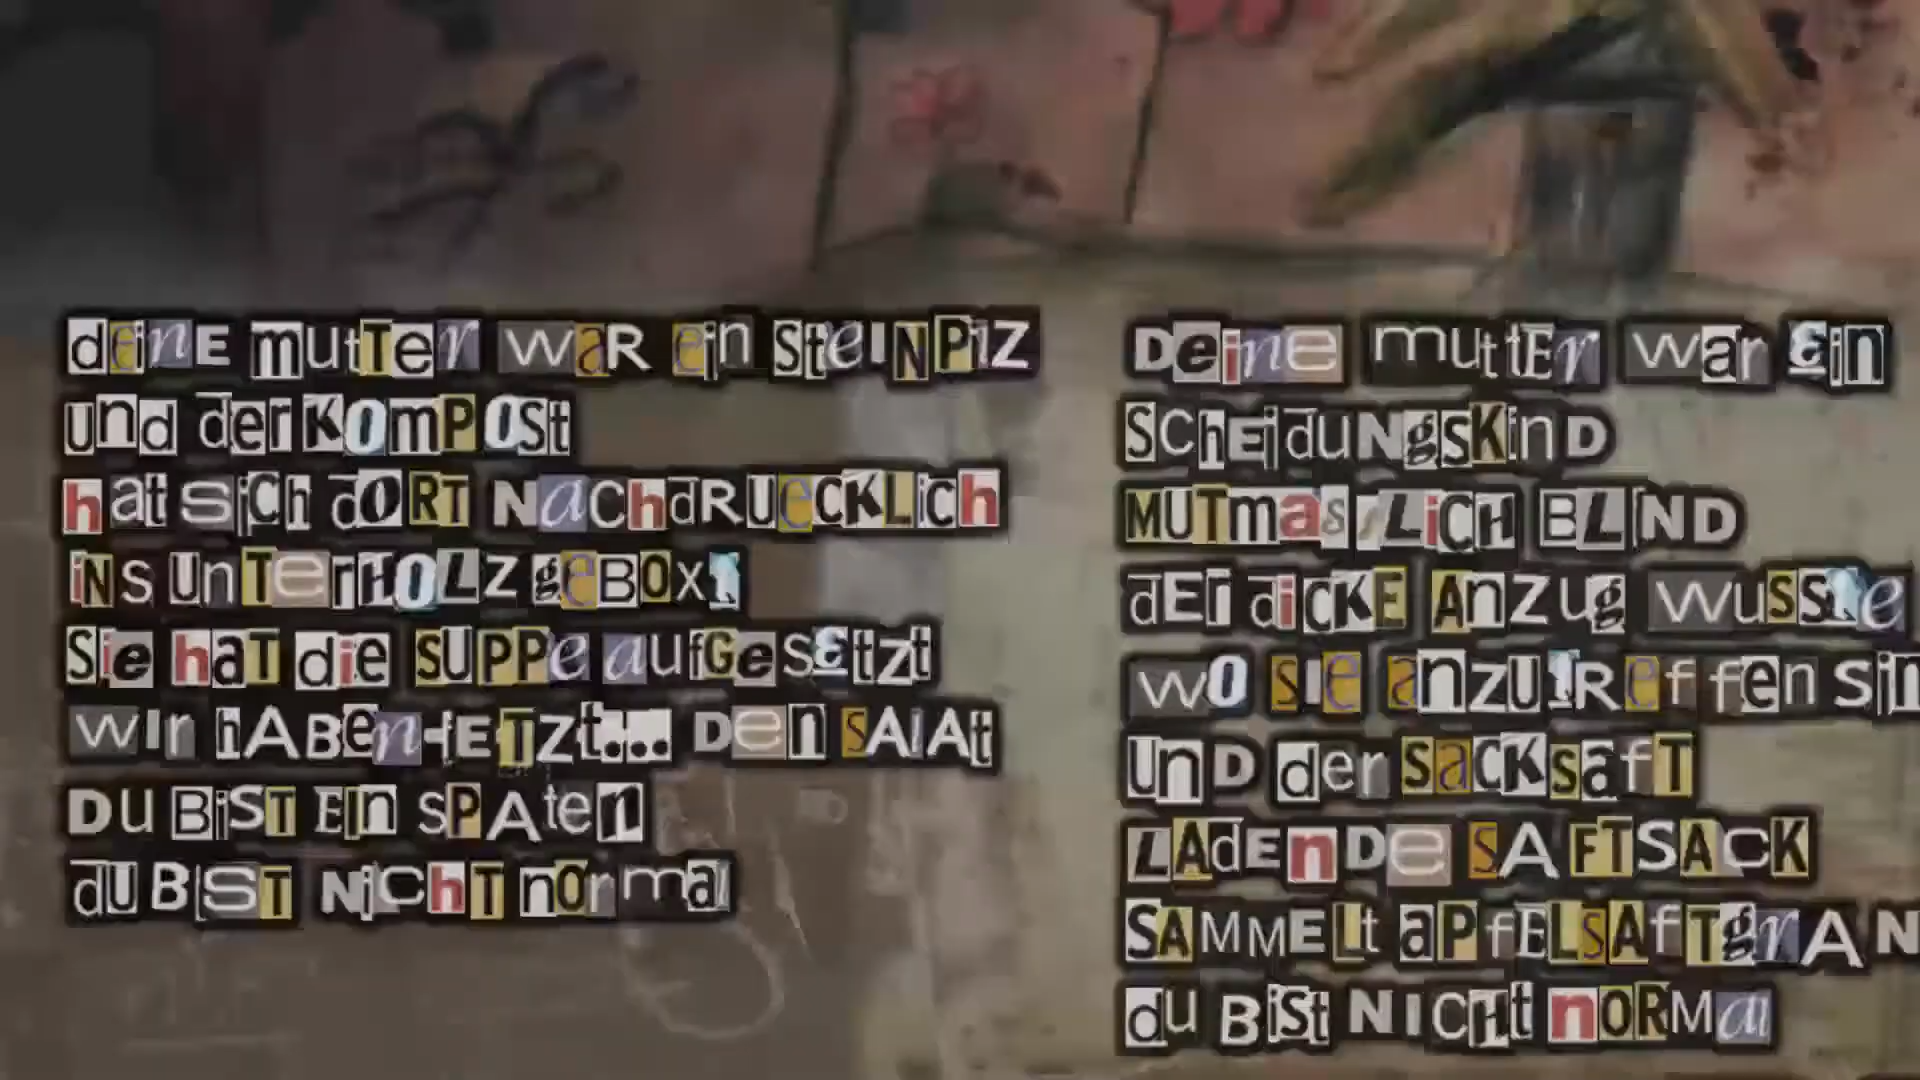 deine mutter war ein steinpiz
und der kompost
hat sich dort nachdruecklich
ins unterholz geboxt
Sie hat die suppe aufgesetzt
wir haben jetzt... den salat
Du bist ein spaten
du bist nicht normal
Deine mutter war ein
Scheidungskind
mutmasslich blind
der dicke Anzug wusste
wo sie anzutreffen sin
und der sacksaft
ladende saftsack
sammelt apfelsaftgran
du bist nicht normal